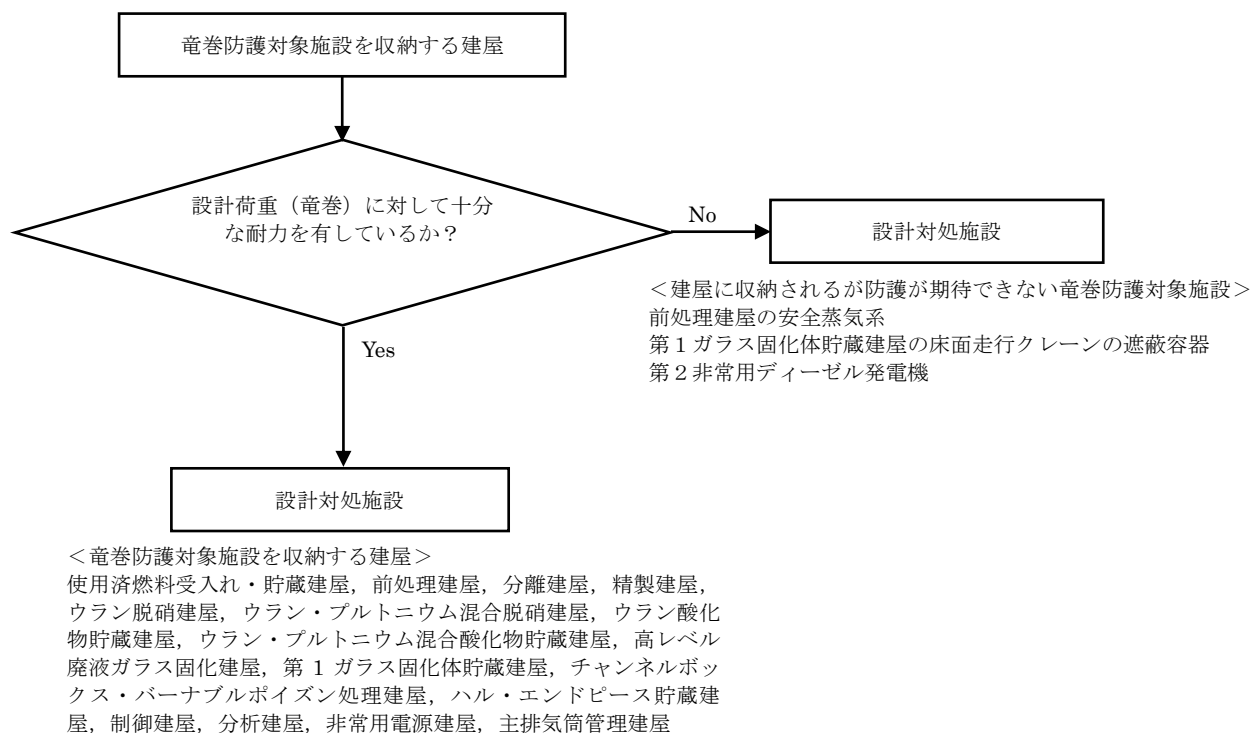 竜巻防護対象施設を収納する建屋
設計荷重（竜巻）に対して十分
な耐力を有しているか？
No
設計対処施設
＜建屋に収納されるが防護が期待できない竜巻防護対象施設＞
前処理建屋の安全蒸気系
第１ガラス固化体貯蔵建屋の床面走行クレーンの遮蔽容器
第２非常用ディーゼル発電機
Yes
設計対処施設
＜竜巻防護対象施設を収納する建屋＞
使用済燃料受入れ・貯蔵建屋，前処理建屋，分離建屋，精製建屋，
ウラン脱硝建屋，ウラン・プルトニウム混合脱硝建屋，ウラン酸化
物貯蔵建屋，ウラン・プルトニウム混合酸化物貯蔵建屋，高レベル
廃液ガラス固化建屋，第 1 ガラス固化体貯蔵建屋，チャンネルボッ
クス・バーナブルポイズン処理建屋，ハル・エンドピース貯蔵建
屋，制御建屋，分析建屋，非常用電源建屋，主排気筒管理建屋